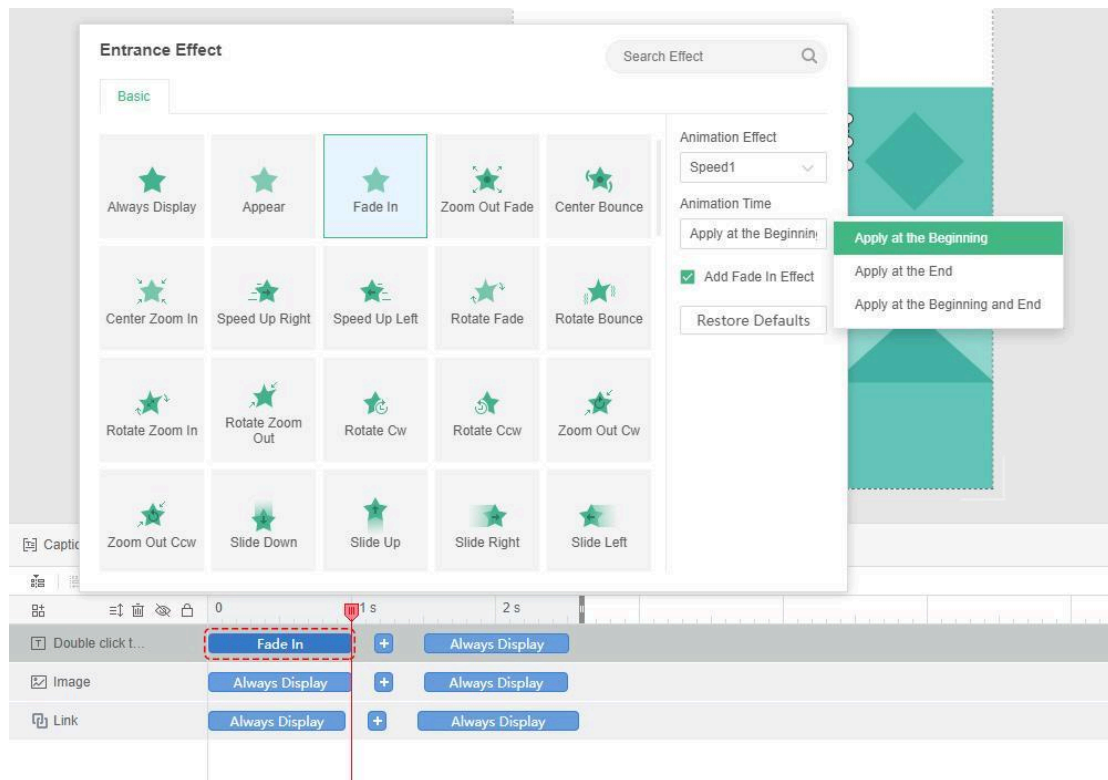 Entrance Effect
Search Effect
Basic
Always Display
Appear
Fade In
Zoom Out Fade
Center Bounce
Center Zoom In
Speed Up Right
Speed Up Left
Rotate Fade
Rotate Bounce
Rotate Zoom In
Rotate Zoom
Out
Rotate Cw
Rotate Ccw
Zoom Out Cw
Zoom Out Ccw
Slide Down
Slide Up
Slide Right
Slide Left
Animation Effect
Speed1
Animation Time
Apply at the Beginnin
Add Fade In Effect
Restore Defaults
Apply at the Beginning
Apply at the End
Apply at the Beginning and End
Captio
0
1 s
2 s
Double click t...
Fade In
+
Always Display
Image
Always Display
+
Always Display
Link
Always Display
+
Always Display